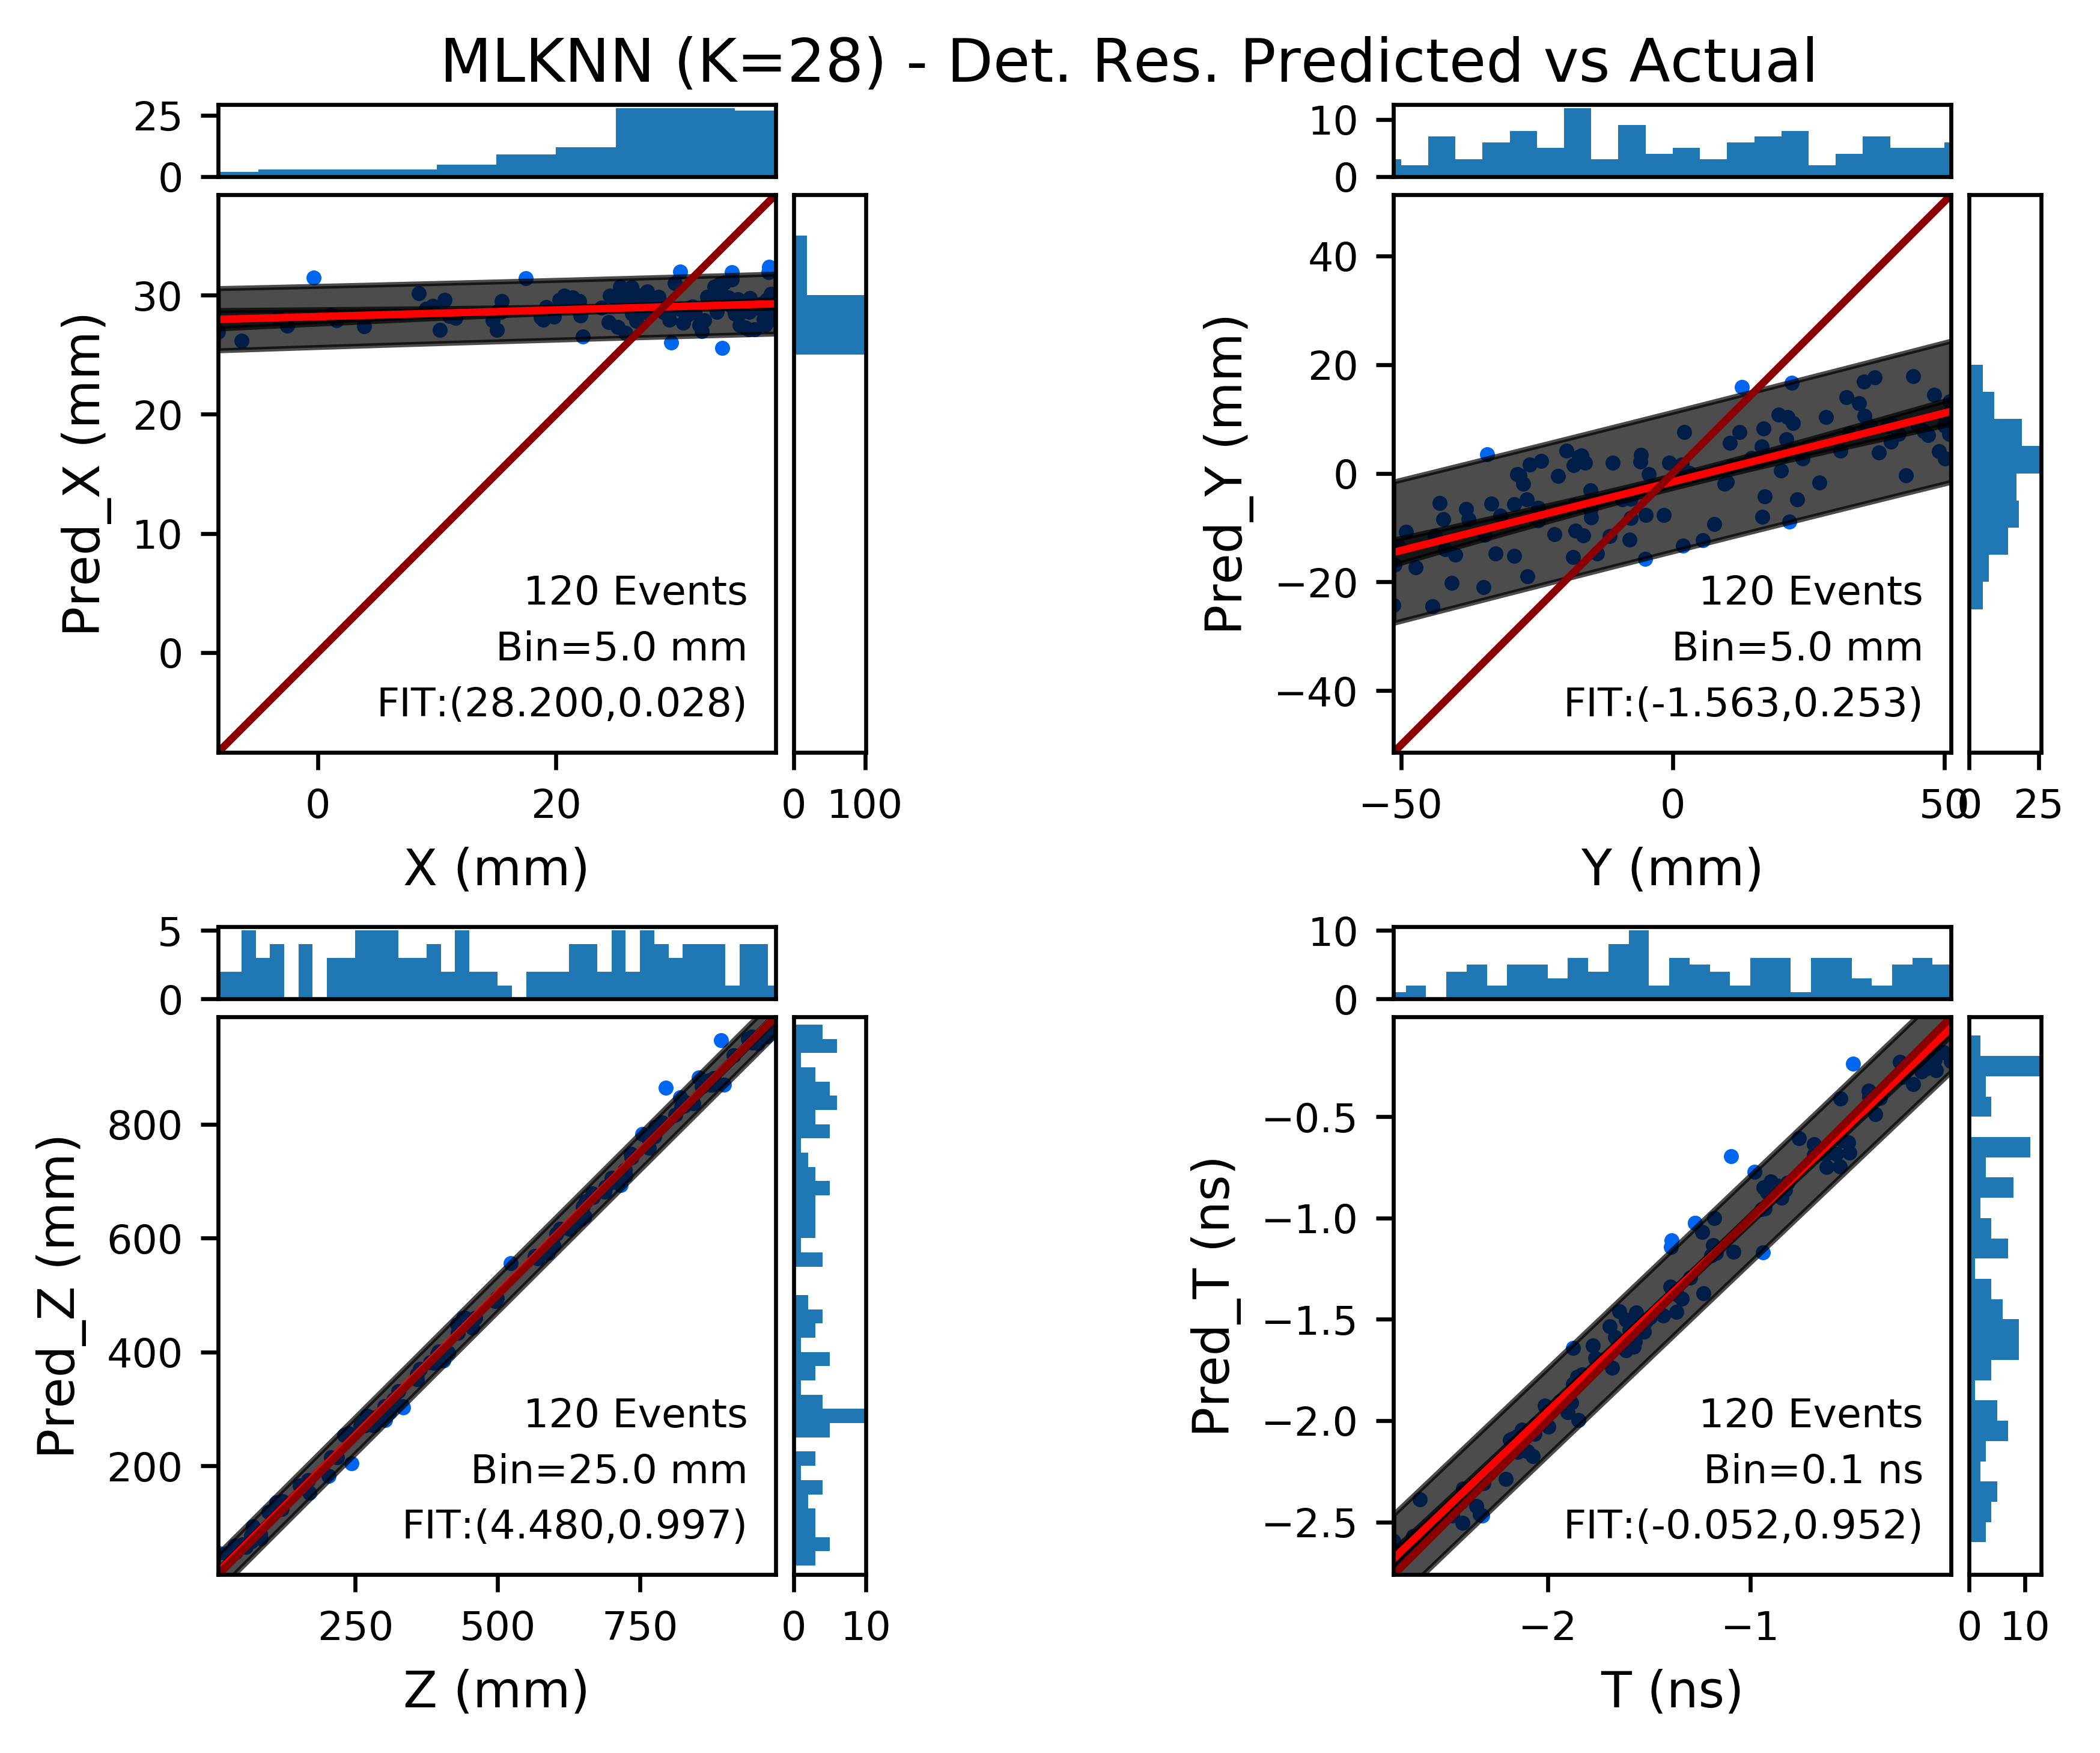 MLKNN (K=28) - Det. Res. Predicted vs Actual
25
0
Pred_X (mm)
30
20
10
0
120 Events
Bin=5.0 mm
FIT:(28.200,0.028)
0
20
0
100
X (mm)
10
0
Pred_Y (mm)
40
20
0
−20
−40
120 Events
Bin=5.0 mm
FIT:(-1.563,0.253)
−50
0
50
0
25
Y (mm)
5
0
Pred_Z (mm)
800
600
400
200
120 Events
Bin=25.0 mm
FIT:(4.480,0.997)
250
500
750
0
10
Z (mm)
10
0
Pred_T (ns)
−0.5
−1.0
−1.5
−2.0
−2.5
120 Events
Bin=0.1 ns
FIT:(-0.052,0.952)
−2
−1
0
10
T (ns)